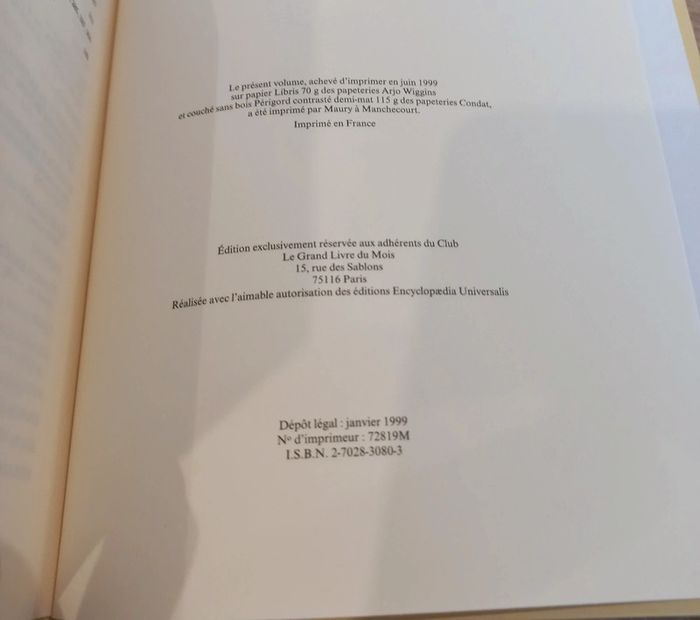 Le présent volume, achevé d'imprimer en juin 1999
sur papier Libris 70 g des papeteries Arjo Wiggins
et couché sans bois Périgord contrasté demi-mat 115 g des papeteries Condat,
a été imprimé par Maury à Manchecourt.
Imprimé en France
Édition exclusivement réservée aux adhérents du Club
Le Grand Livre du Mois
15, rue des Sablons
75116 Paris
Réalisée avec l'aimable autorisation des éditions Encyclopædia Universalis
Dépôt légal : janvier 1999
Nº d'imprimeur : 72819M
I.S.B.N. 2-7028-3080-3